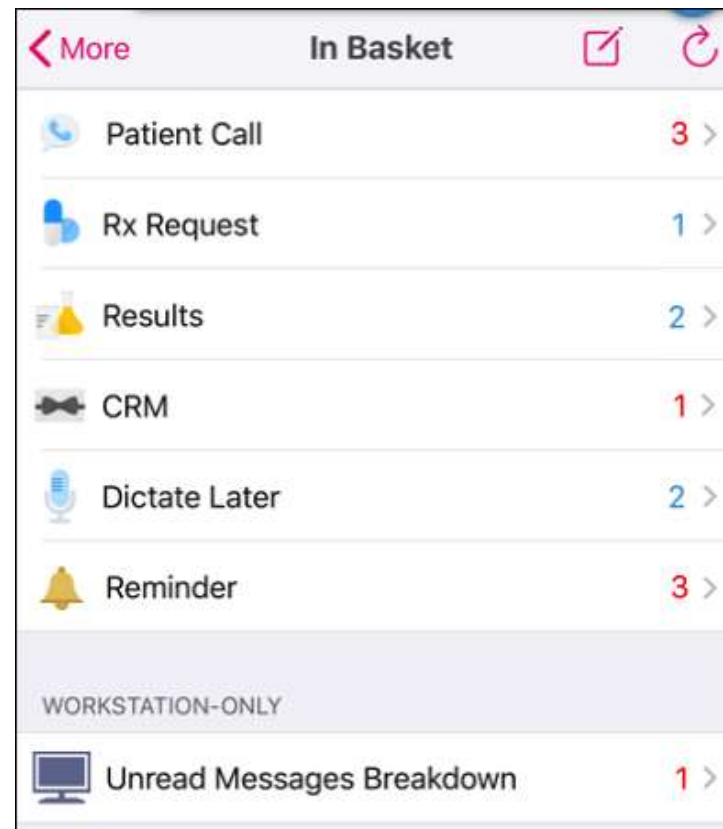 More In Basket
Patient Call 3
Rx Request 1
Results 2
CRM 1
Dictate Later 2
Reminder 3
WORKSTATION-ONLY
Unread Messages Breakdown 1